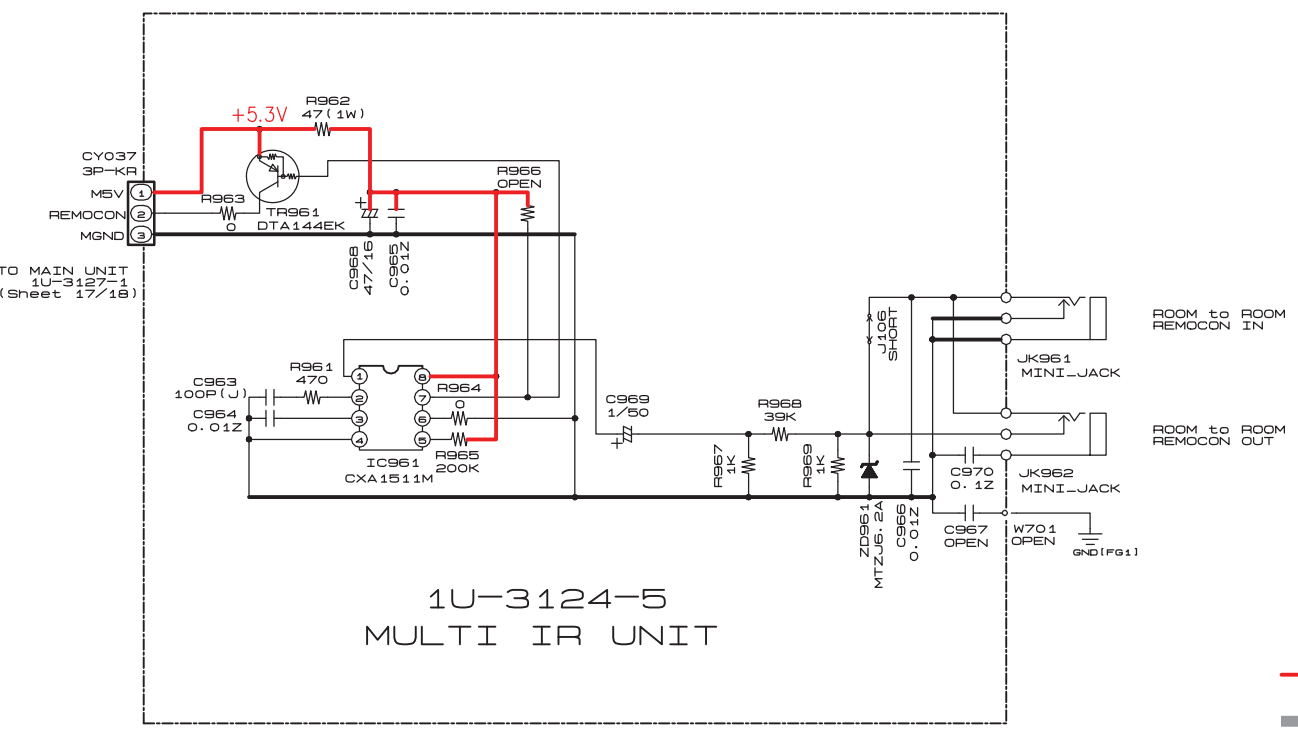 +5.3V
R962
47(1W)
CY037
3P-KR
M5V
1
REMOCON
2
MGND
3
R963
0
TR961
DTA144EK
R966
OPEN
C968
47/16
C965
0.01Z
TO MAIN UNIT
1U-3127-1
(Sheet 17/18)
R961
470
C963
100P(J)
C964
0.01Z
1
2
3
4
8
7
6
5
IC961
CXA1511M
R964
0
R965
200K
C969
1/50
R967
1K
R968
39K
R969
1K
J106
SHORT
ZD961
MTZJ6.2A
C966
0.01Z
JK961
MINI_JACK
ROOM to ROOM
REMOCON IN
ROOM to ROOM
REMOCON OUT
C970
0.1Z
JK962
MINI_JACK
C967
OPEN
W701
OPEN
GND[FG1]
1U-3124-5
MULTI IR UNIT